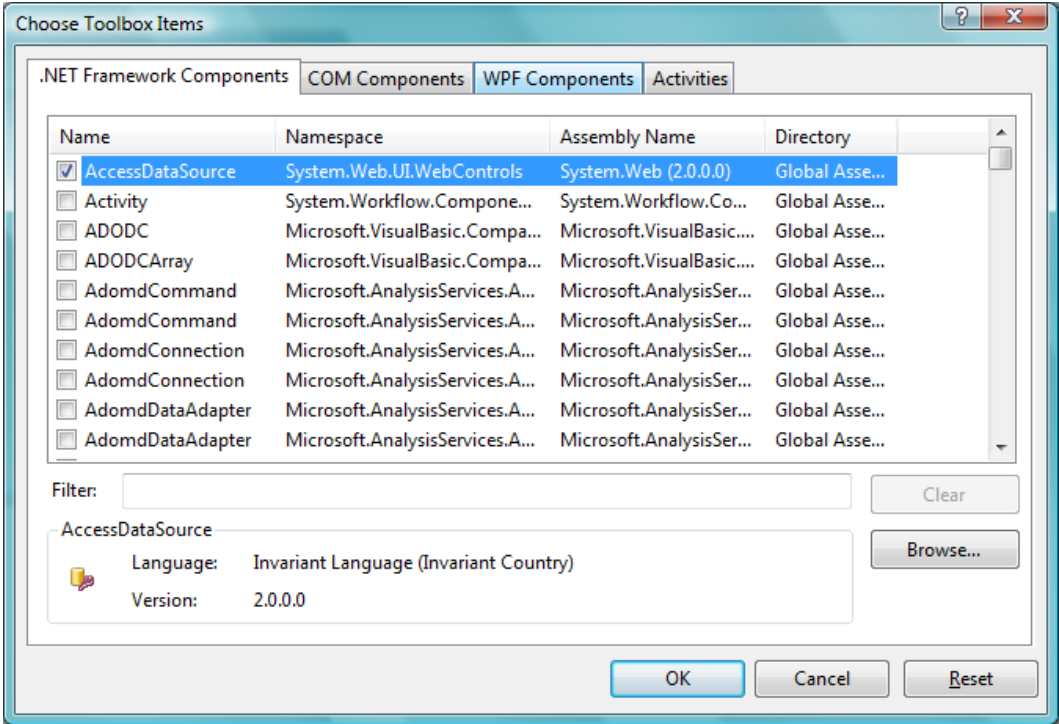 Choose Toolbox Items
.NET Framework Components COM Components WPF Components Activities
Name Namespace Assembly Name Directory
AccessDataSource System.Web.UI.WebControls System.Web (2.0.0.0) Global Asse...
Activity System.Workflow.Compone... System.Workflow.Co... Global Asse...
ADODC Microsoft.VisualBasic.Compa... Microsoft.VisualBasic.... Global Asse...
ADODCArray Microsoft.VisualBasic.Compa... Microsoft.VisualBasic.... Global Asse...
AdomdCommand Microsoft.AnalysisServices.A... Microsoft.AnalysisSer... Global Asse...
AdomdCommand Microsoft.AnalysisServices.A... Microsoft.AnalysisSer... Global Asse...
AdomdConnection Microsoft.AnalysisServices.A... Microsoft.AnalysisSer... Global Asse...
AdomdConnection Microsoft.AnalysisServices.A... Microsoft.AnalysisSer... Global Asse...
AdomdDataAdapter Microsoft.AnalysisServices.A... Microsoft.AnalysisSer... Global Asse...
AdomdDataAdapter Microsoft.AnalysisServices.A... Microsoft.AnalysisSer... Global Asse...
Filter: Clear
AccessDataSource
Browse...
Language: Invariant Language (Invariant Country)
Version: 2.0.0.0
OK Cancel Reset